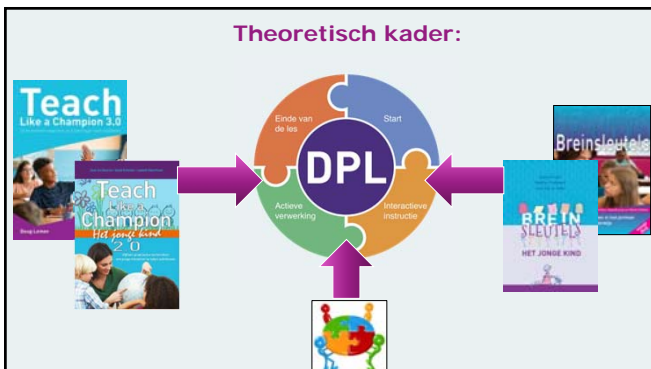 Theoretisch kader:
Teach
Like a Champion 3.0
Doug Lemov
Teach
Like a
Champion
Het jonge kind
2.0
Einde van
de les
Start
DPL
Actieve
verwerking
Interactieve
instructie
Breinsleutels
BREIN
SLEUTELS
HET JONGE KIND